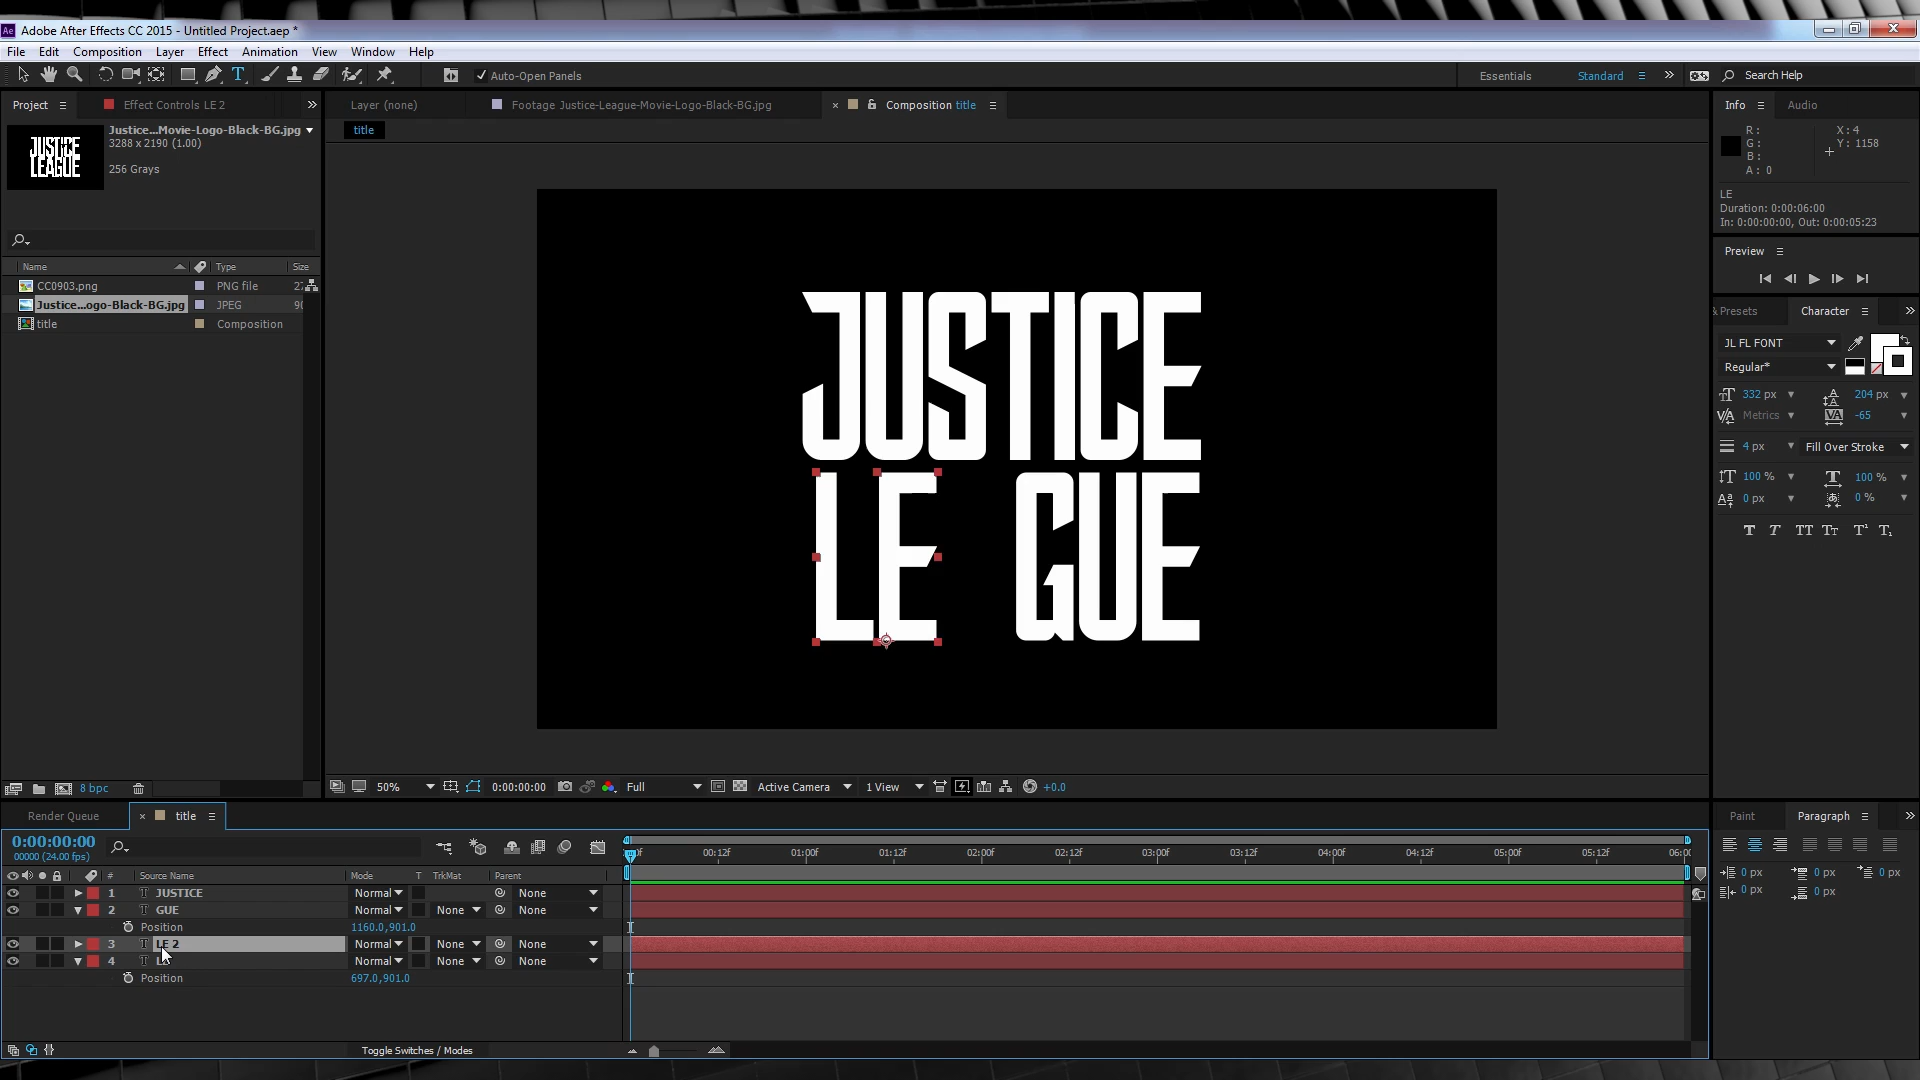 Adobe After Effects CC 2015 - Untitled Project.aep *
File Edit Composition Layer Effect Animation View Window Help
Auto-Open Panels
Essentials Standard Search Help
Project Effect Controls LE 2
Layer (none) Footage Justice-League-Movie-Logo-Black-BG.jpg Composition title
Info Audio
title
JUSTICE
LEAGUE
Justice...Movie-Logo-Black-BG.jpg
3288 x 2190 (1.00)
256 Grays
R:
G:
B:
A: 0
X: 4
Y: 1158
LE
Duration: 0:00:06:00
In: 0:00:00:00, Out: 0:00:05:23
Preview
Name Type Size
CC0903.png PNG file
Justice...ogo-Black-BG.jpg JPEG
title Composition
& Presets Character
JL FL FONT
Regular*
332 px 204 px
Metrics -65
4 px Fill Over Stroke
100 % 100 %
0 px 0 %
T T TT Tt T¹ T₁
JUSTICE
LE GUE
8 bpc
50% 0:00:00:00 Full Active Camera 1 View +0.0
Render Queue title
Paint Paragraph
0:00:00:00
00000 (24.00 fps)
00:12f 01:00f 01:12f 02:00f 02:12f 03:00f 03:12f 04:00f 04:12f 05:00f 05:12f
# Source Name Mode T TrkMat Parent
1 T JUSTICE Normal None
2 T GUE Normal None None
Position 1160.0,901.0
3 T LE 2 Normal None None
4 T Normal None None
Position 697.0,901.0
0 px 0 px 0 px
0 px 0 px
Toggle Switches / Modes